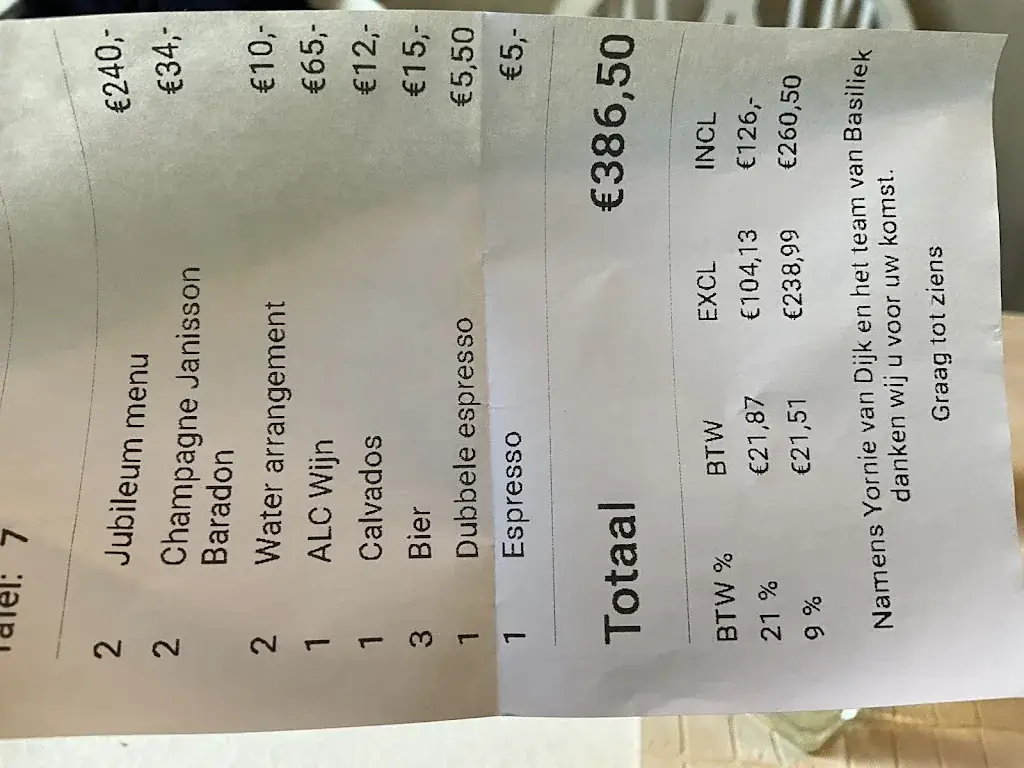 Tafel: 7
2 Jubileum menu €240,-
2 Champagne Janisson €34,-
Baradon
2 Water arrangement €10,-
1 ALC Wijn €65,-
1 Calvados €12,-
3 Bier €15,-
1 Dubbele espresso €5,50
1 Espresso €5,-
Totaal €386,50
BTW % BTW EXCL INCL
21 % €21,87 €104,13 €126,-
9 % €21,51 €238,99 €260,50
Namens Yornie van Dijk en het team van Basiliek
danken wij u voor uw komst.
Graag tot ziens